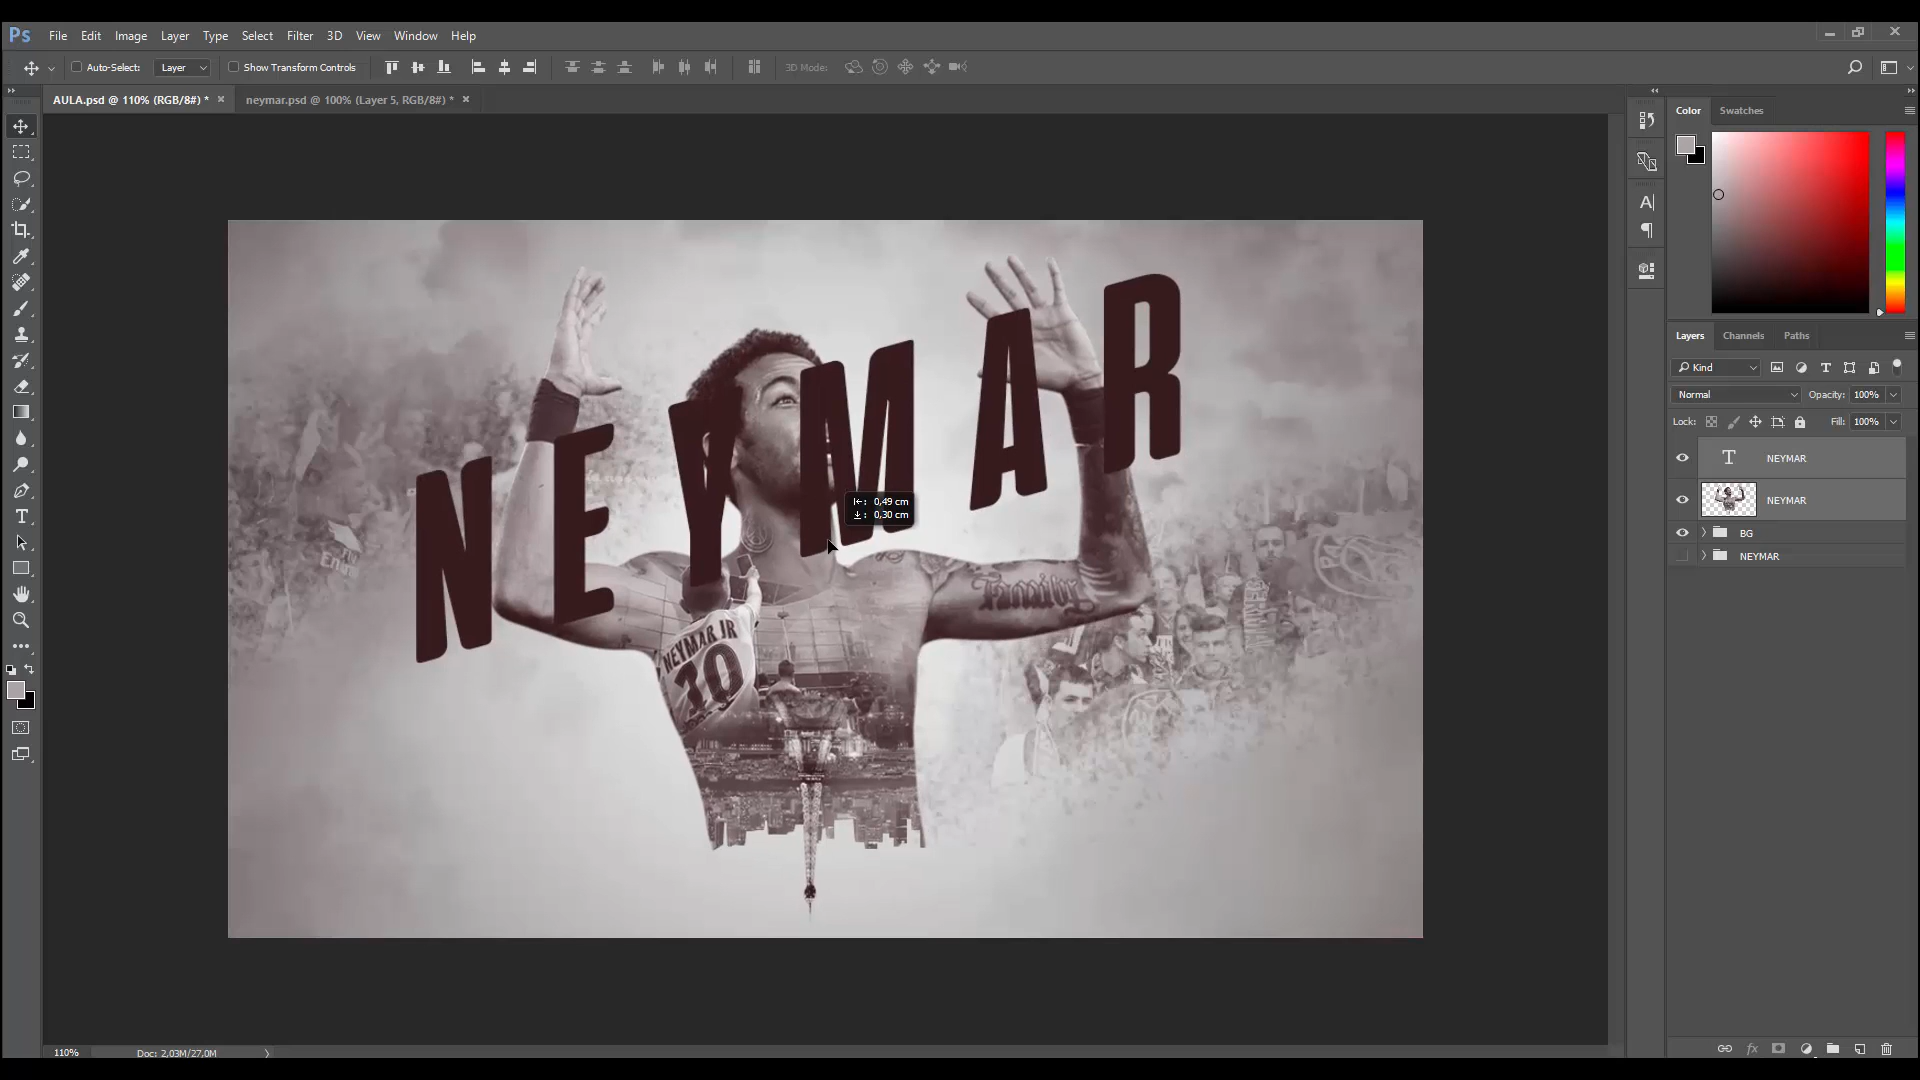 Ps File Edit Image Layer Type Select Filter 3D View Window Help
Auto-Select: Layer Show Transform Controls 3D Mode:
AULA.psd @ 110% (RGB/8#) * × neymar.psd @ 100% (Layer 5, RGB/8#) * ×
Color Swatches
NEYMAR
0,49 cm
0,30 cm
Family
NEYMAR JR
10
Layers Channels Paths
Kind
Normal Opacity: 100%
Lock: Fill: 100%
T NEYMAR
NEYMAR
BG
NEYMAR
fx
110% Doc: 2,03M/27,0M